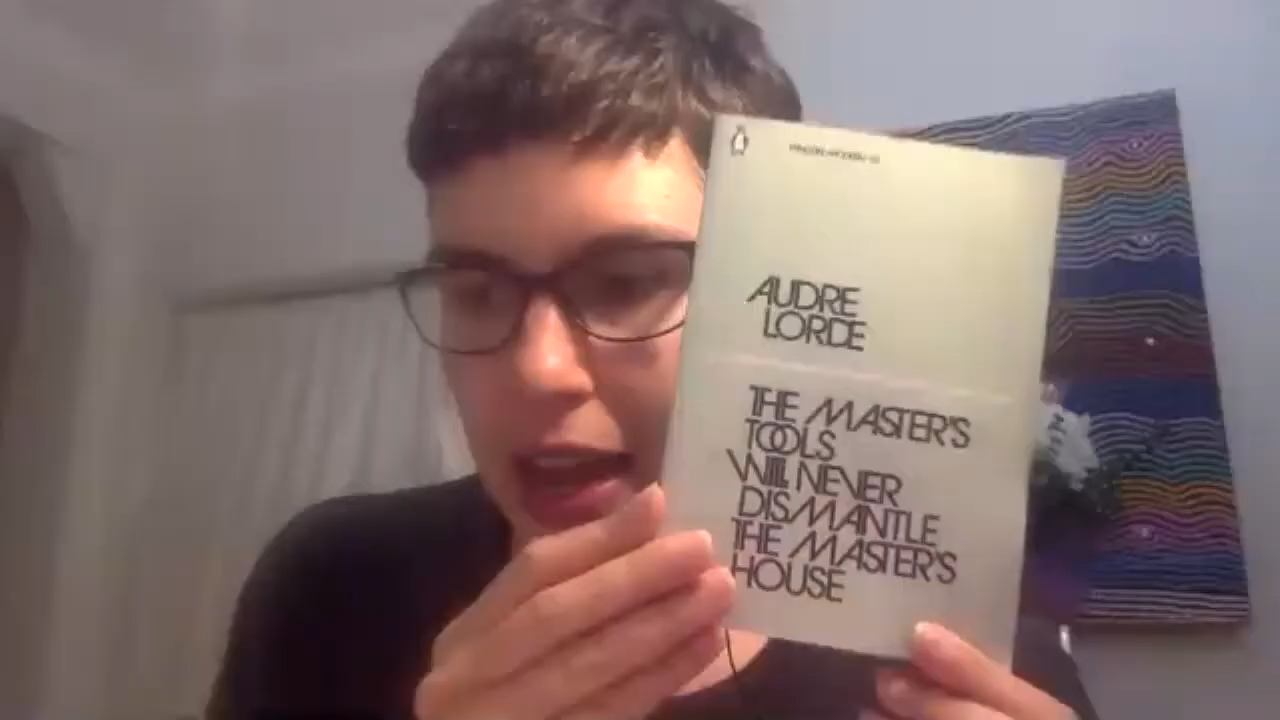 AUDRE
LORDE
THE MASTER'S
TOOLS
WILL NEVER
DISMANTLE
THE MASTER'S
HOUSE